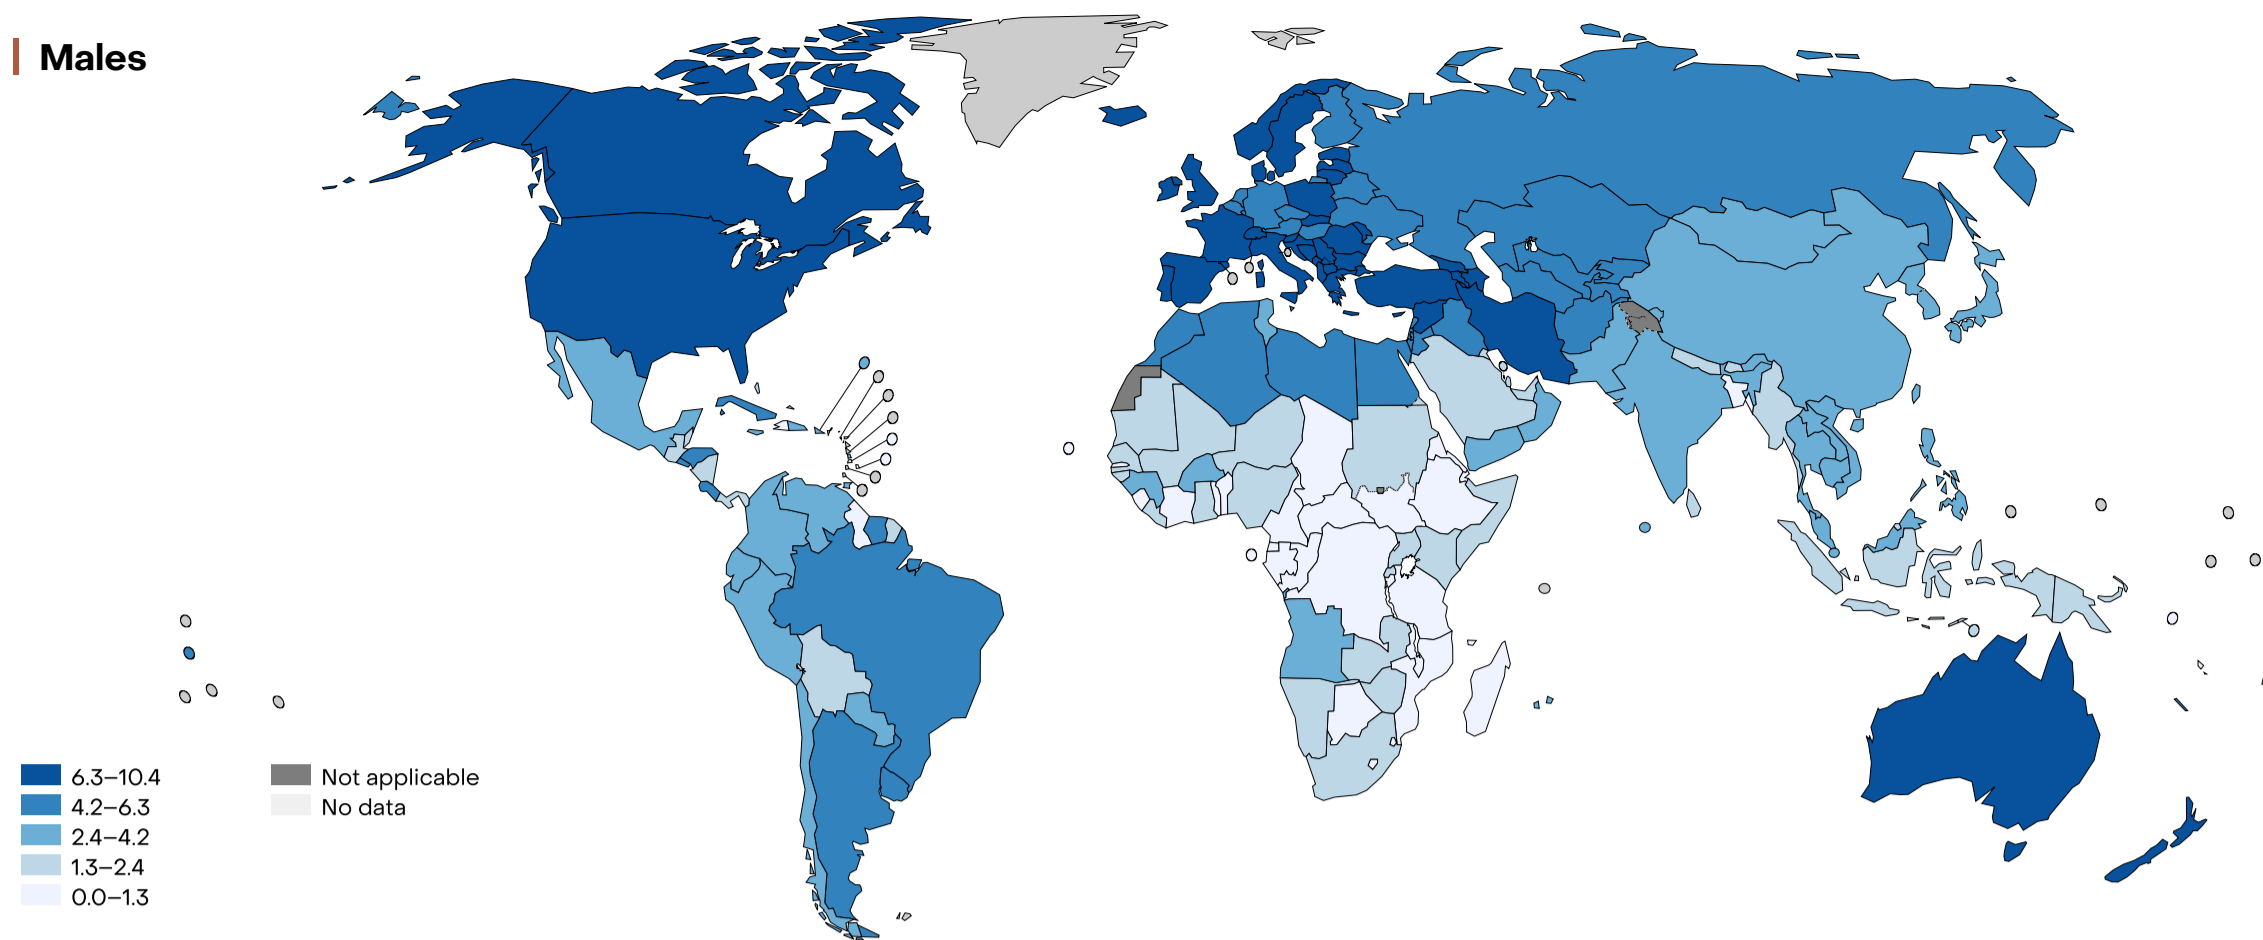 Males
6.3–10.4
4.2–6.3
2.4–4.2
1.3–2.4
0.0–1.3
Not applicable
No data